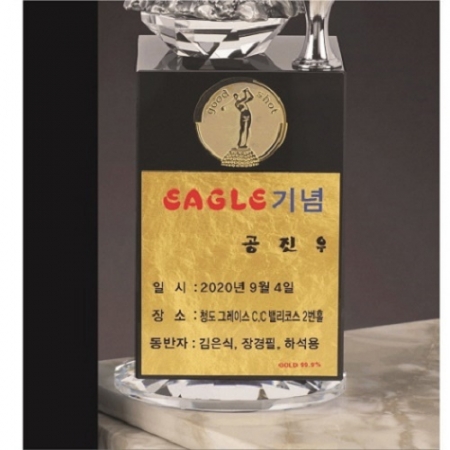 good shot
EAGLE기념
공 진 우
일 시 : 2020년 9월 4일
장 소 : 청도 그레이스 C.C 밸리코스 2번홀
동반자 : 김은식, 장경필, 하석용
GOLD 99.9%